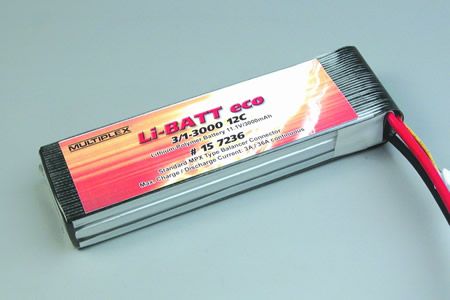 MULTIPLEX
Li-BATT eco
3/1-3000 12C
Lithium Polymer Battery 11.1V/3000mAh
# 15 7236
Standard MPX Type Balancer Connector
Max. Charge / Discharge Current: 3A / 36A continuous